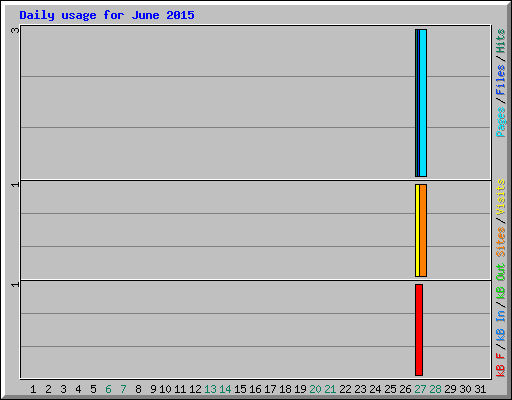 Daily usage for June 2015
3
1
1
Pages/Files/Hits
Sites/Visits
kB F/kB In/kB Out
1 2 3 4 5 6 7 8 9 10 11 12 13 14 15 16 17 18 19 20 21 22 23 24 25 26 27 28 29 30 31